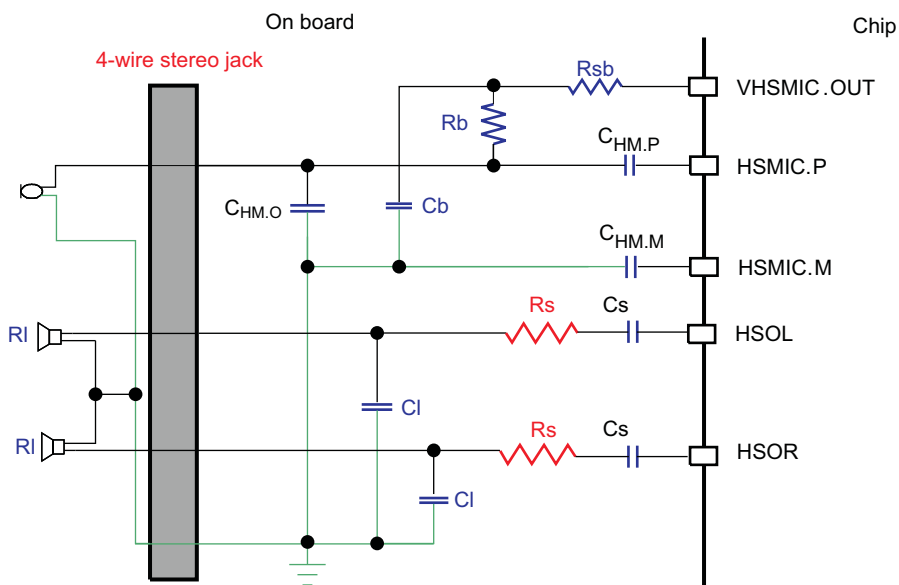 On board
Chip
4-wire stereo jack
Rsb
VHSMIC.OUT
Rb
CHM.P
HSMIC.P
CHM.O
Cb
CHM.M
HSMIC.M
Rl
Rs
Cs
HSOL
Cl
Rl
Rs
Cs
HSOR
Cl